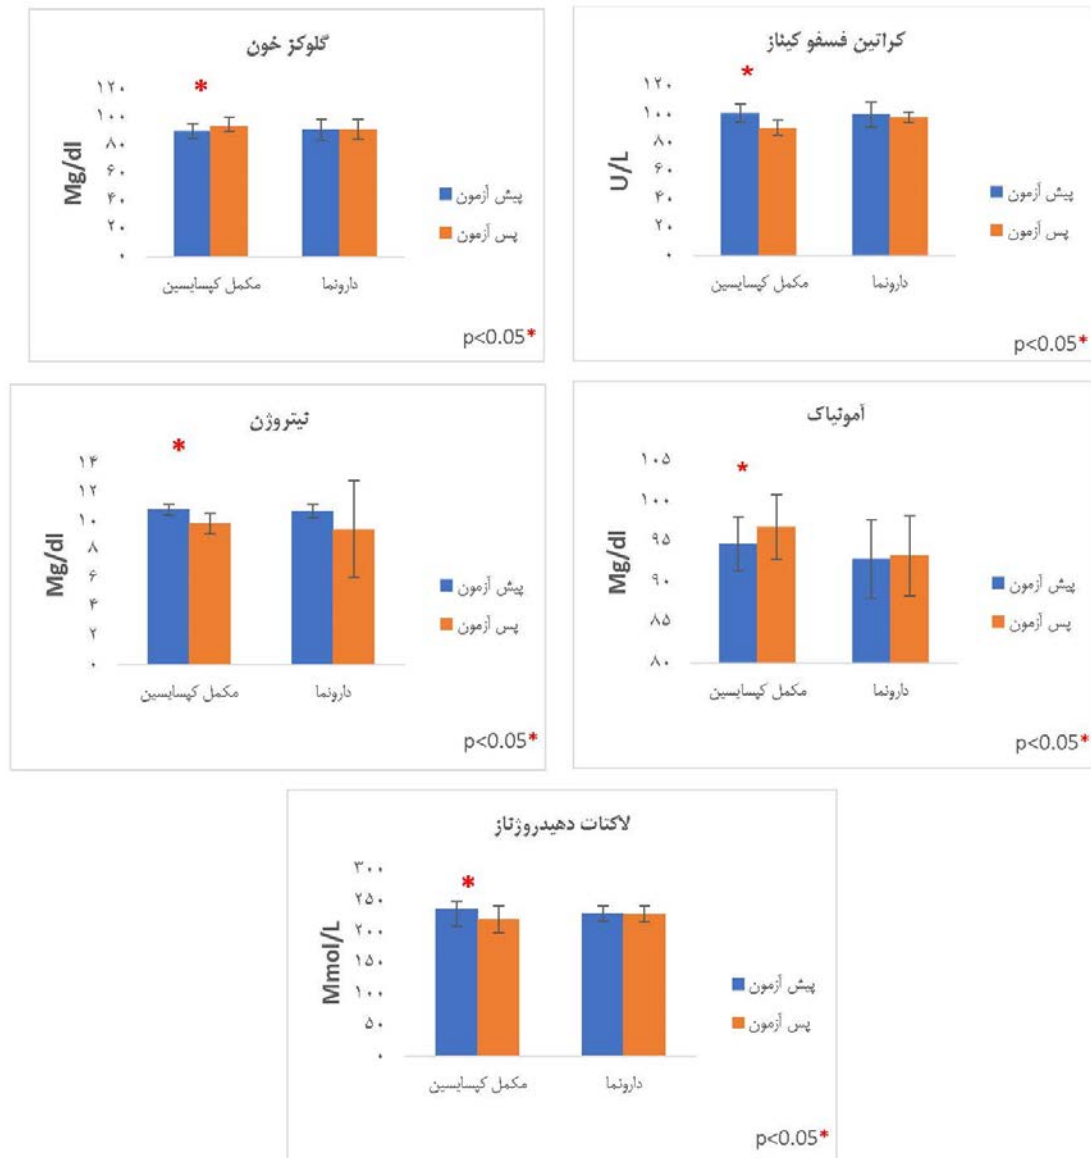 گلوکز خون
Mg/dl
۱۲۰
۱۰۰
۸۰
۶۰
۴۰
۲۰
۰
مکمل کپسایسین
دارونما
پیش آزمون
پس آزمون
p<0.05*
*
کراتین فسفو کیناز
U/L
۱۲۰
۱۰۰
۸۰
۶۰
۴۰
۲۰
۰
مکمل کپسایسین
دارونما
پیش آزمون
پس آزمون
p<0.05*
*
نیتروژن
Mg/dl
۱۴
۱۲
۱۰
۸
۶
۴
۲
۰
مکمل کپسایسین
دارونما
پیش آزمون
پس آزمون
p<0.05*
*
آمونیاک
Mg/dl
۱۰۵
۱۰۰
۹۵
۹۰
۸۵
۸۰
مکمل کپسایسین
دارونما
پیش آزمون
پس آزمون
p<0.05*
*
لاکتات دهیدروژناز
Mmol/L
۳۰۰
۲۵۰
۲۰۰
۱۵۰
۱۰۰
۵۰
۰
مکمل کپسایسین
دارونما
پیش آزمون
پس آزمون
p<0.05*
*